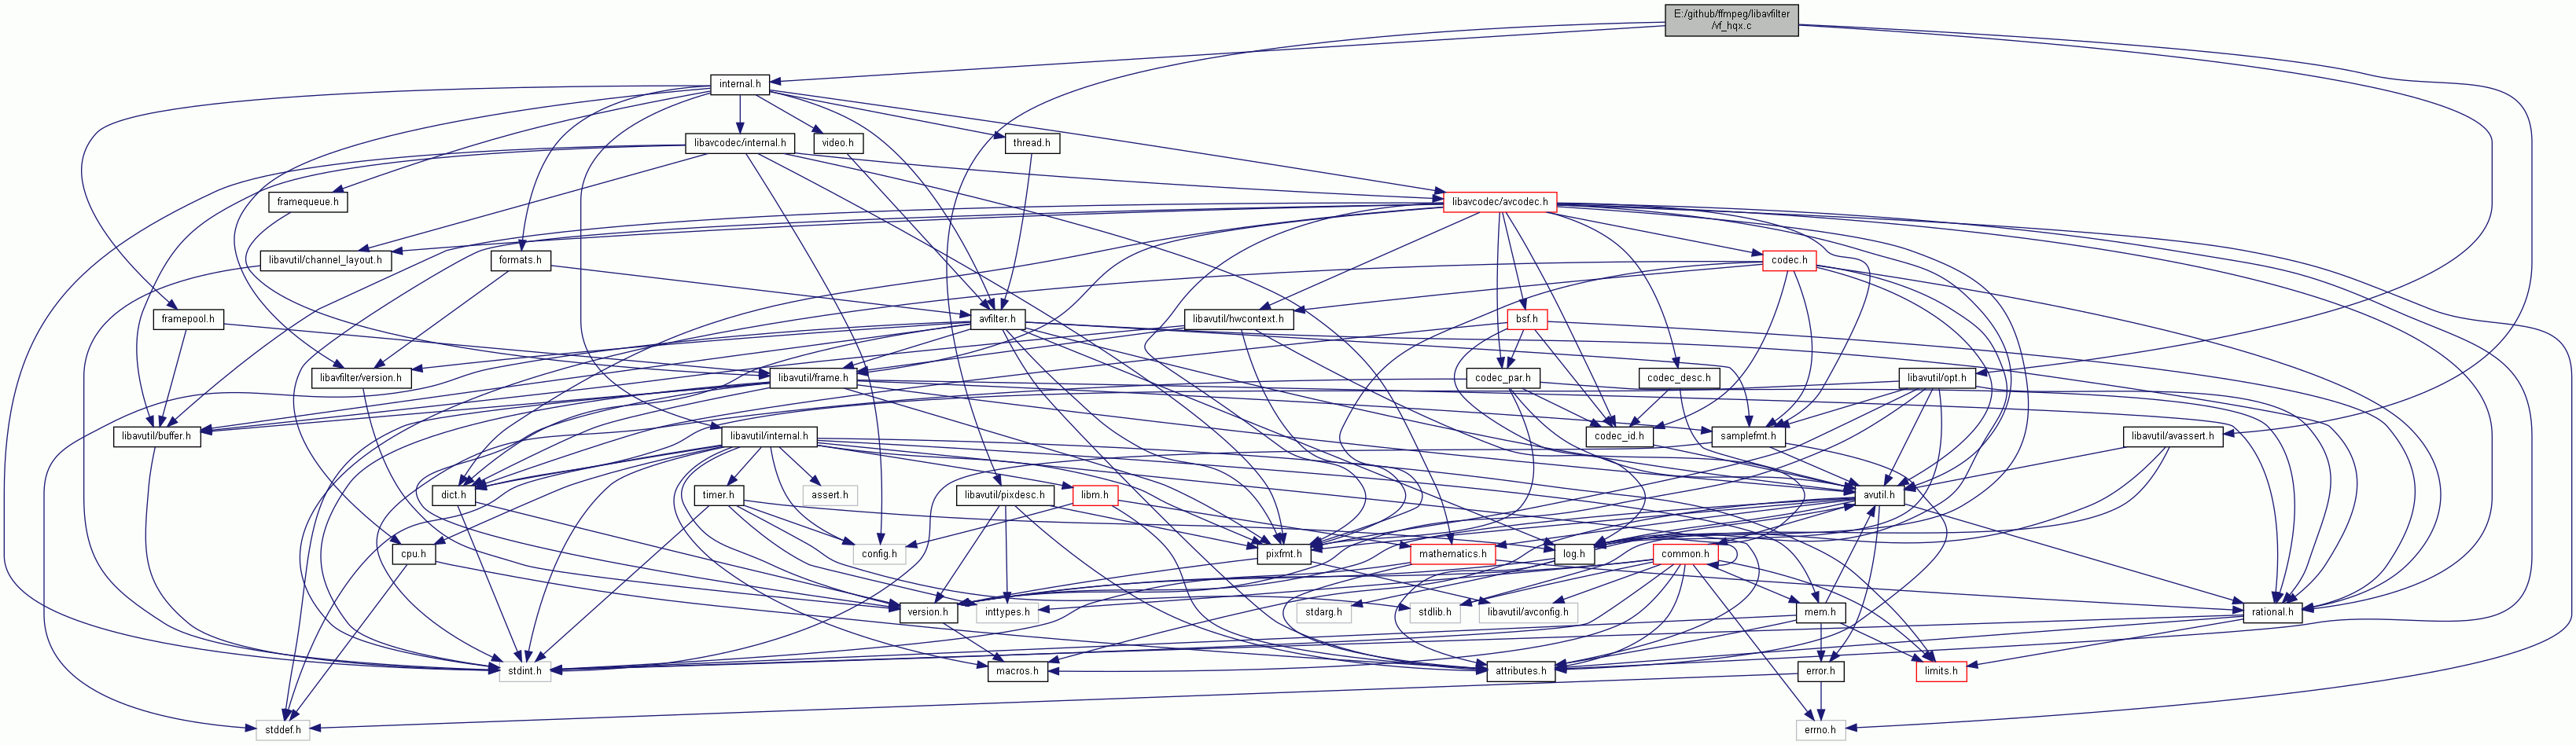 E:/github/ffmpeg/libavfilter
/vf_hqx.c
internal.h
libavcodec/internal.h
video.h
thread.h
framequeue.h
libavcodec/avcodec.h
libavutil/channel_layout.h
formats.h
codec.h
framepool.h
avfilter.h
libavutil/hwcontext.h
bsf.h
libavfilter/version.h
libavutil/frame.h
codec_par.h
codec_desc.h
libavutil/opt.h
libavutil/buffer.h
libavutil/internal.h
codec_id.h
samplefmt.h
libavutil/avassert.h
dict.h
timer.h
assert.h
libavutil/pixdesc.h
libm.h
avutil.h
cpu.h
config.h
pixfmt.h
mathematics.h
log.h
common.h
version.h
inttypes.h
stdarg.h
stdlib.h
libavutil/avconfig.h
mem.h
rational.h
stdint.h
macros.h
attributes.h
error.h
limits.h
stddef.h
errno.h